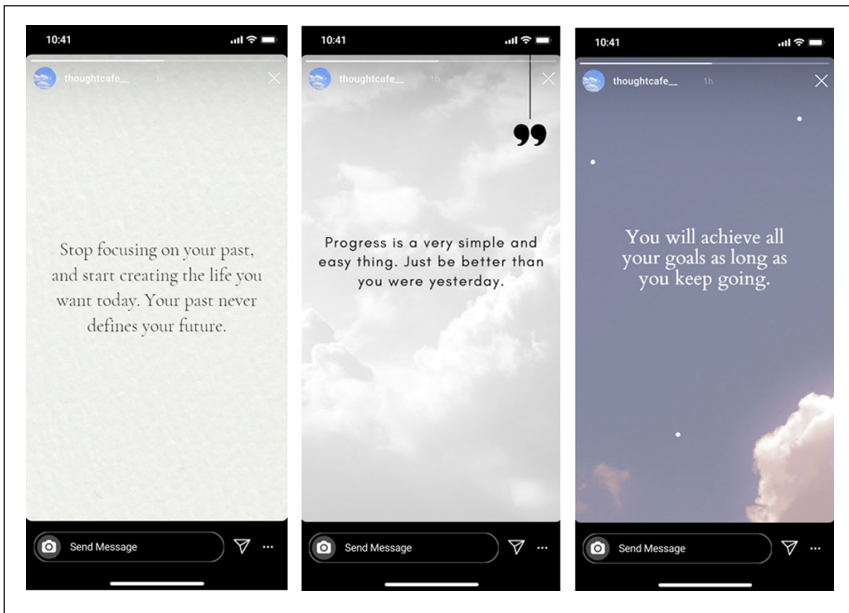 10:41
thoughtcafe__ 1h
Stop focusing on your past,
and start creating the life you
want today. Your past never
defines your future.
Send Message
10:41
thoughtcafe__ 1h
❟❟
Progress is a very simple and
easy thing. Just be better than
you were yesterday.
Send Message
10:41
thoughtcafe__ 1h
You will achieve all
your goals as long as
you keep going.
Send Message